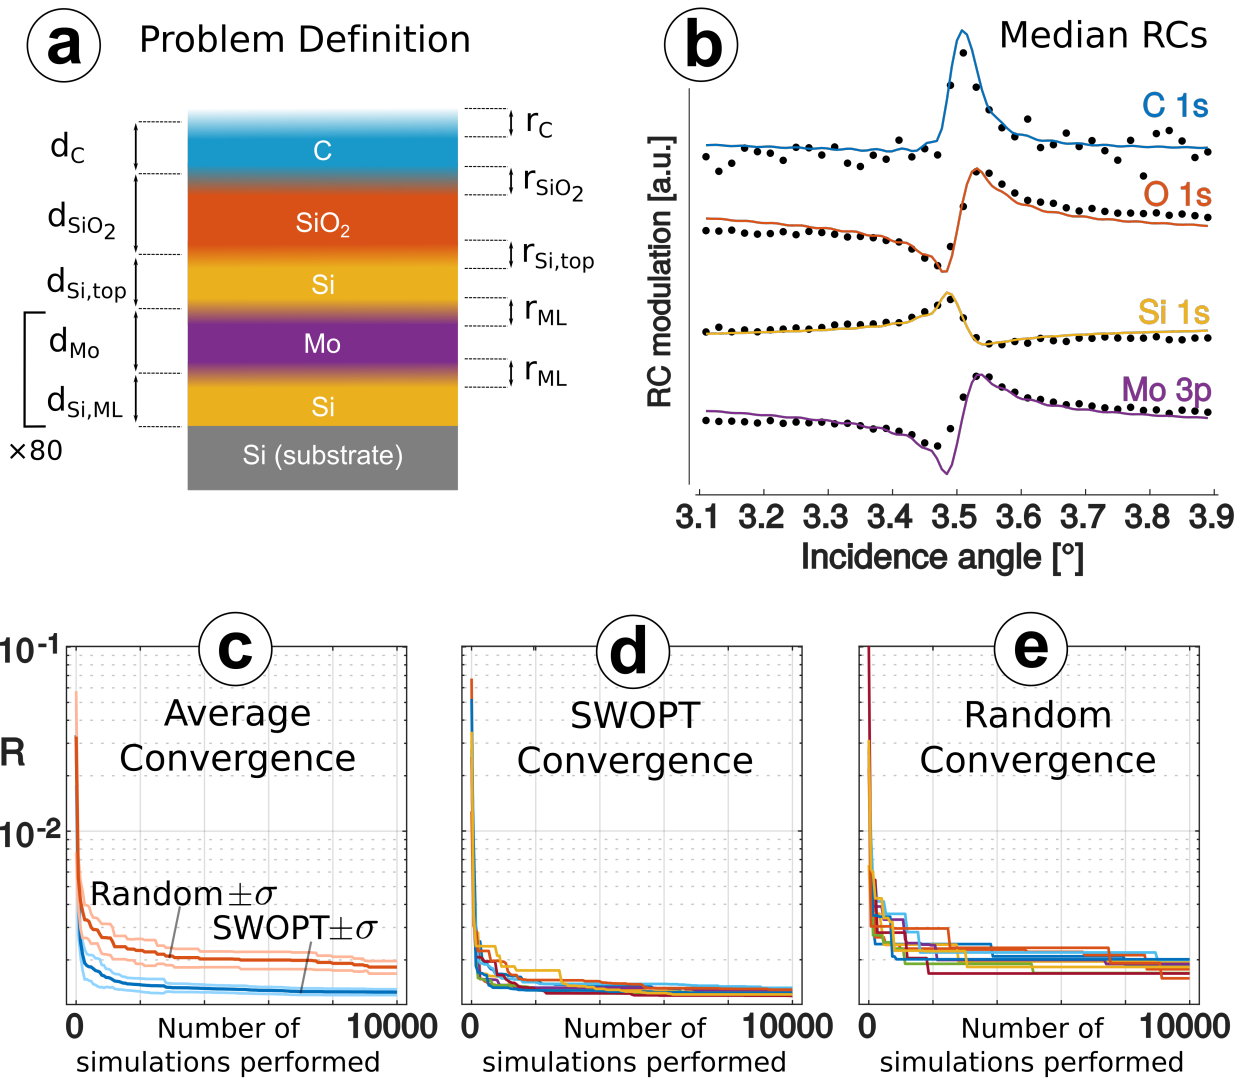 a
Problem Definition
d_C
d_SiO₂
d_Si,top
d_Mo
d_Si,ML
×80
C
SiO₂
Si
Mo
Si
Si (substrate)
r_C
r_SiO₂
r_Si,top
r_ML
r_ML
b
Median RCs
RC modulation [a.u.]
C 1s
O 1s
Si 1s
Mo 3p
3.1 3.2 3.3 3.4 3.5 3.6 3.7 3.8 3.9
Incidence angle [°]
c
Average
Convergence
10⁻¹
R
10⁻²
Random±σ
SWOPT±σ
0 10000
Number of
simulations performed
d
SWOPT
Convergence
0 10000
Number of
simulations performed
e
Random
Convergence
0 10000
Number of
simulations performed